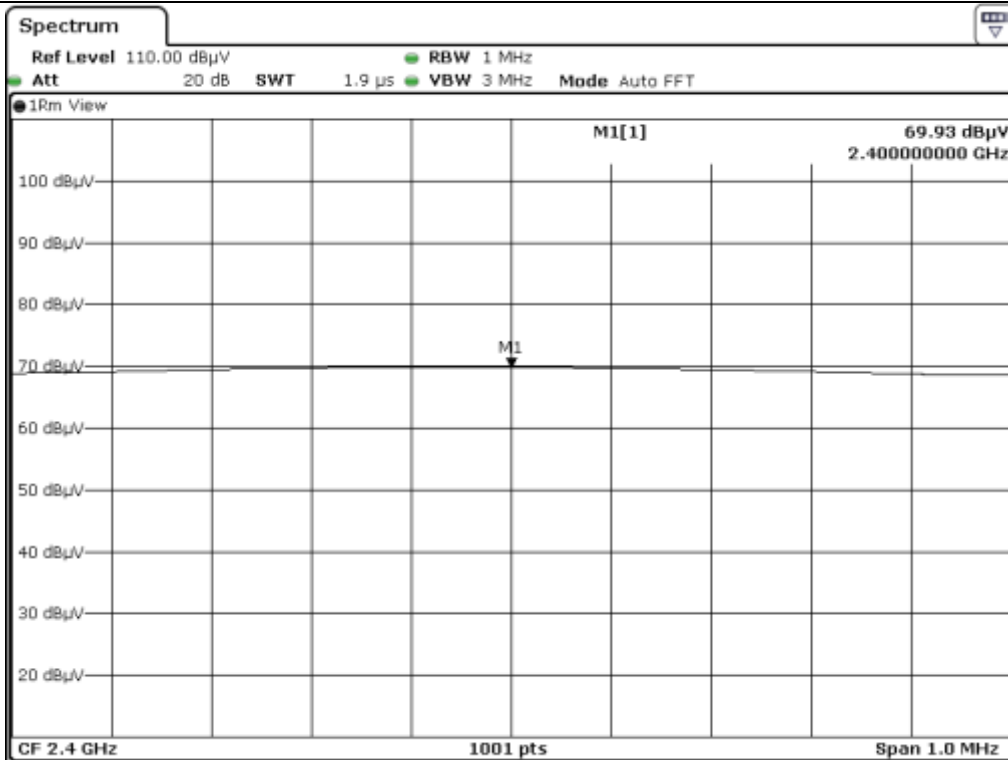 Spectrum
Ref Level 110.00 dBµV RBW 1 MHz
Att 20 dB SWT 1.9 µs VBW 3 MHz Mode Auto FFT
1Rm View
M1[1] 69.93 dBµV
2.400000000 GHz
100 dBµV
90 dBµV
80 dBµV
M1
70 dBµV
60 dBµV
50 dBµV
40 dBµV
30 dBµV
20 dBµV
CF 2.4 GHz 1001 pts Span 1.0 MHz